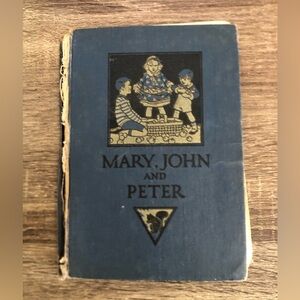 MARY, JOHN
AND
PETER